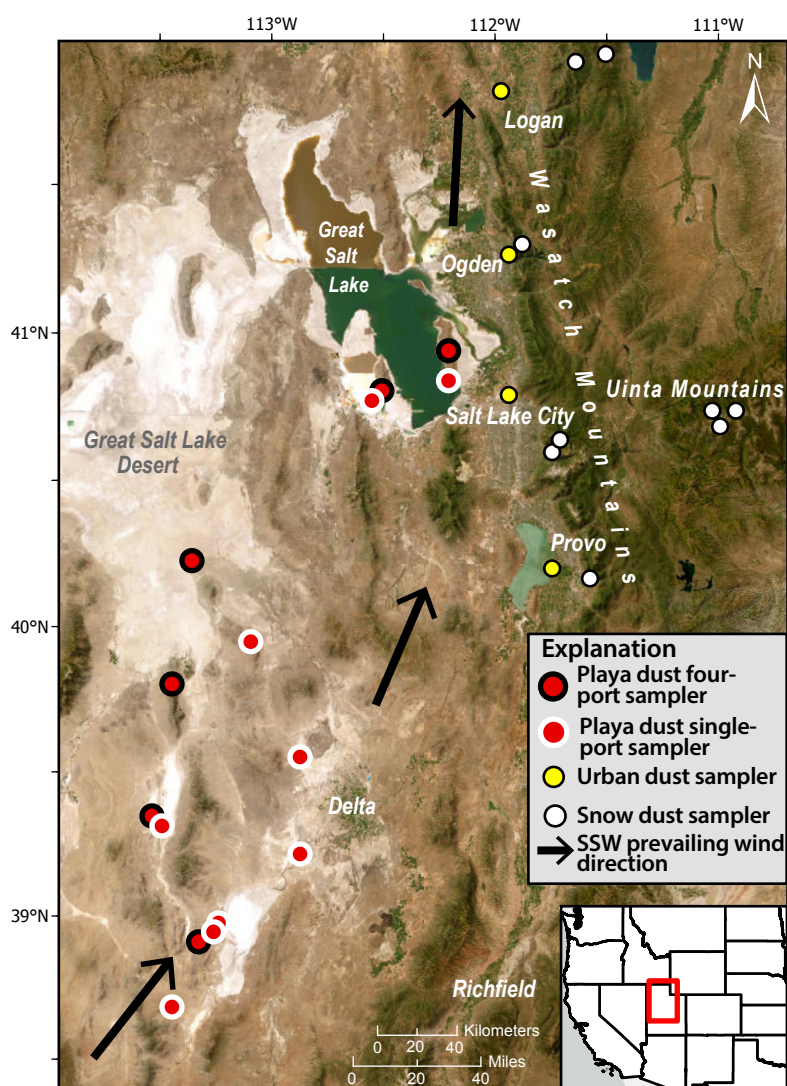 113°W
112°W
111°W
N
Logan
Wasatch Mountains
Great
Salt
Lake
Ogden
41°N
Uinta Mountains
Salt Lake City
Great Salt Lake
Desert
Provo
40°N
Explanation
Playa dust four-
port sampler
Playa dust single-
port sampler
Urban dust sampler
Snow dust sampler
SSW prevailing wind
direction
Delta
39°N
Richfield
Kilometers
0 20 40
Miles
0 20 40